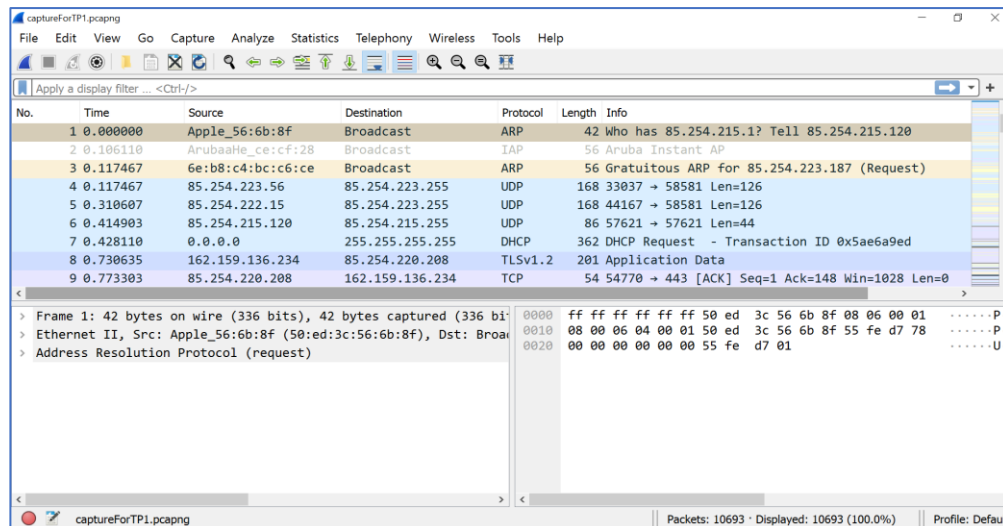 captureForTP1.pcapng
File Edit View Go Capture Analyze Statistics Telephony Wireless Tools Help
Apply a display filter ... <Ctrl-/>
No. Time Source Destination Protocol Length Info
1 0.000000 Apple_56:6b:8f Broadcast ARP 42 Who has 85.254.215.1? Tell 85.254.215.120
2 0.106110 ArubaaHe_ce:cf:28 Broadcast IAP 56 Aruba Instant AP
3 0.117467 6e:b8:c4:bc:c6:ce Broadcast ARP 56 Gratuitous ARP for 85.254.223.187 (Request)
4 0.117467 85.254.223.56 85.254.223.255 UDP 168 33037 → 58581 Len=126
5 0.310607 85.254.222.15 85.254.223.255 UDP 168 44167 → 58581 Len=126
6 0.414903 85.254.215.120 85.254.215.255 UDP 86 57621 → 57621 Len=44
7 0.428110 0.0.0.0 255.255.255.255 DHCP 362 DHCP Request - Transaction ID 0x5ae6a9ed
8 0.730635 162.159.136.234 85.254.220.208 TLSv1.2 201 Application Data
9 0.773303 85.254.220.208 162.159.136.234 TCP 54 54770 → 443 [ACK] Seq=1 Ack=148 Win=1028 Len=0
> Frame 1: 42 bytes on wire (336 bits), 42 bytes captured (336 bi
> Ethernet II, Src: Apple_56:6b:8f (50:ed:3c:56:6b:8f), Dst: Broa
> Address Resolution Protocol (request)
0000 ff ff ff ff ff ff 50 ed 3c 56 6b 8f 08 06 00 01 ······P
0010 08 00 06 04 00 01 50 ed 3c 56 6b 8f 55 fe d7 78 ······P
0020 00 00 00 00 00 00 55 fe d7 01 ······U
captureForTP1.pcapng
Packets: 10693 · Displayed: 10693 (100.0%)
Profile: Defau